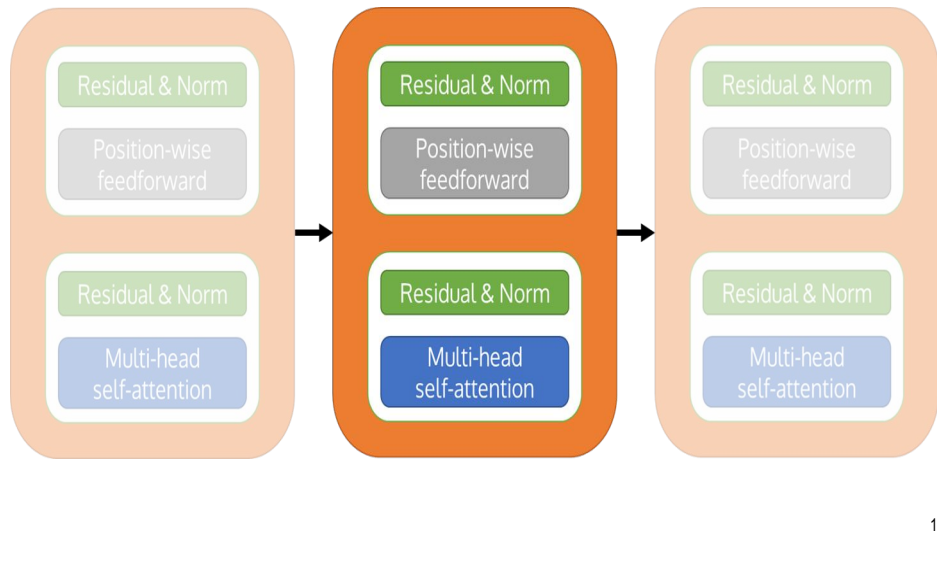 Residual & Norm
Position-wise
feedforward
Residual & Norm
Multi-head
self-attention
Residual & Norm
Position-wise
feedforward
Residual & Norm
Multi-head
self-attention
Residual & Norm
Position-wise
feedforward
Residual & Norm
Multi-head
self-attention
1